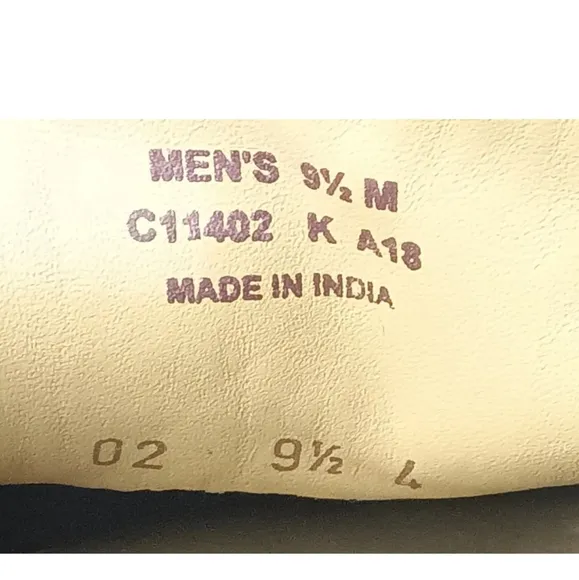 MEN'S 9½ M
C11402 K A18
MADE IN INDIA
02 9½ 4